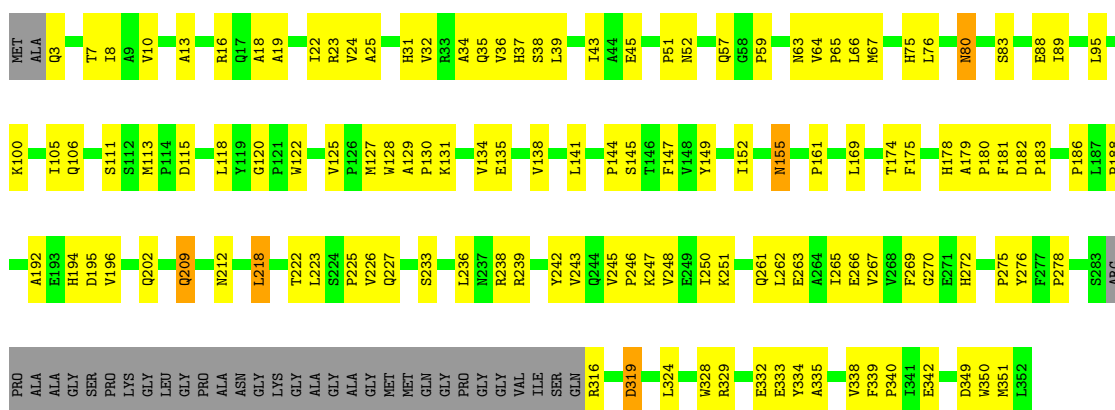 MET ALA Q3 T7 I8 A9 V10 A13 R16 Q17 A18 A19 I22 R23 V24 A25 H31 V32 R33 A34 Q35 V36 H37 S38 L39 I43 A44 E45 P51 N52 Q57 G58 P59 N63 V64 P65 L66 M67 H75 L76 N80 S83 E88 I89 L95
K100 I105 Q106 S111 S112 M113 P114 D115 L118 Y119 G120 P121 W122 V125 P126 M127 W128 A129 P130 K131 V134 E135 V138 L141 P144 S145 T146 F147 V148 Y149 I152 N155 P161 L169 T174 F175 H178 A179 P180 F181 D182 P183 P186 L187
A192 E193 H194 D195 V196 Q202 Q209 N212 L218 T222 L223 S224 P225 V226 Q227 S233 L236 N237 R238 R239 Y242 V243 Q244 V245 P246 K247 V248 E249 I250 K251 Q261 L262 E263 A264 I265 E266 V267 V268 F269 G270 E271 H272 P275 Y276 F277 P278 S283
PRO ALA ALA GLY SER PRO LYS GLY LEU GLY PRO ALA ASN GLY LYS GLY ALA GLY ALA GLY MET MET GLN GLY PRO GLY GLY VAL ILE SER GLN R316 D319 L324 W328 R329 E332 E333 Y334 A335 V338 F339 P340 I341 E342 D349 W350 M351 L352